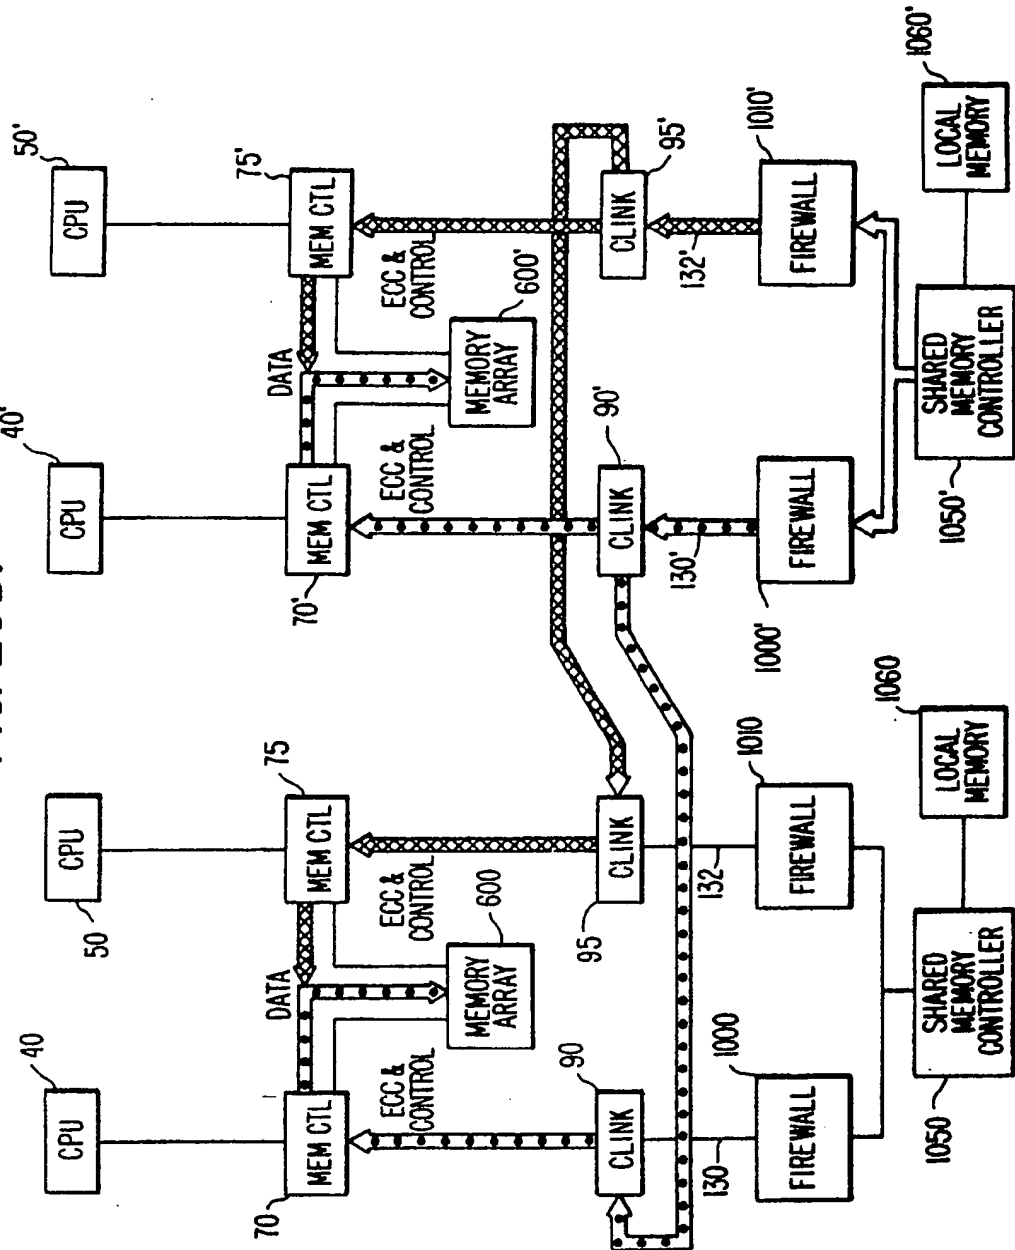 40
50
40'
50'
CPU
CPU
CPU
CPU
70
75
70'
75'
MEM CTL
DATA
MEM CTL
MEM CTL
DATA
MEM CTL
ECC &
CONTROL
ECC &
CONTROL
ECC &
CONTROL
ECC &
CONTROL
600
600'
MEMORY
ARRAY
MEMORY
ARRAY
90
95
90'
95'
CLINK
CLINK
CLINK
CLINK
130
132
130'
132'
1000
1010
1000'
1010'
FIREWALL
FIREWALL
FIREWALL
FIREWALL
1050
1060
1050'
1060'
SHARED
MEMORY
CONTROLLER
LOCAL
MEMORY
SHARED
MEMORY
CONTROLLER
LOCAL
MEMORY